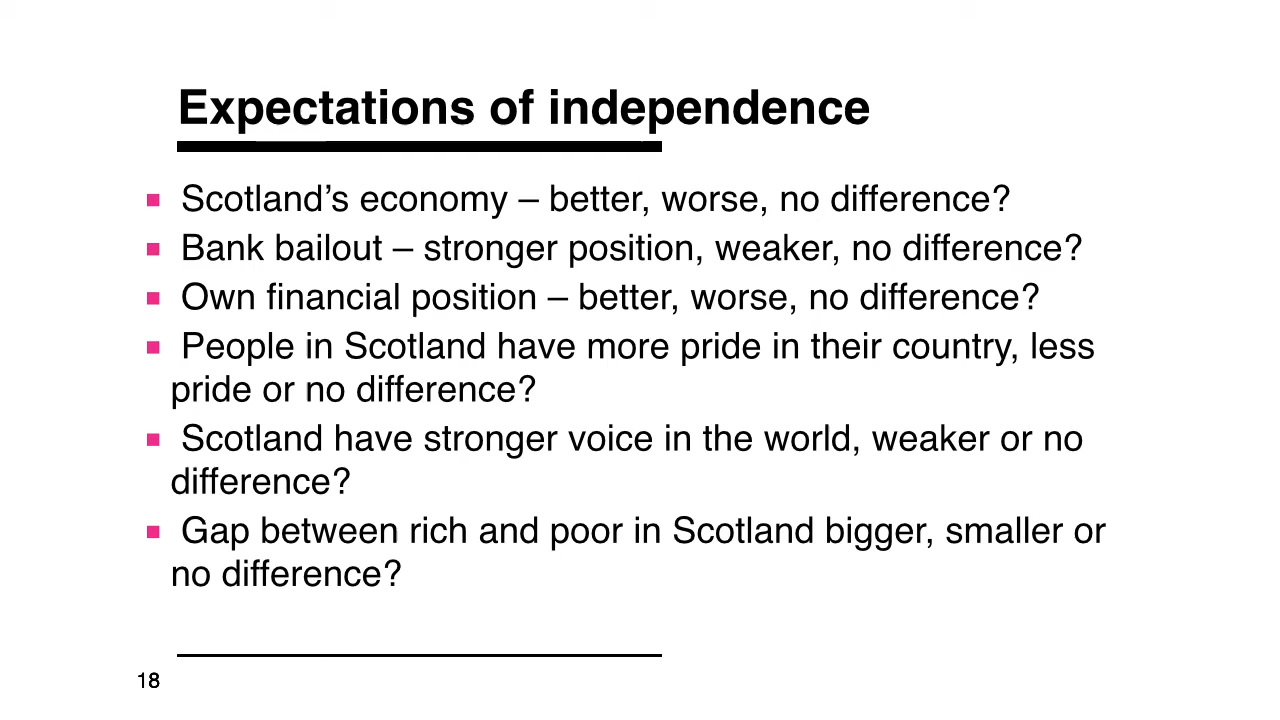 Expectations of independence
Scotland’s economy – better, worse, no difference?
Bank bailout – stronger position, weaker, no difference?
Own financial position – better, worse, no difference?
People in Scotland have more pride in their country, less
pride or no difference?
Scotland have stronger voice in the world, weaker or no
difference?
Gap between rich and poor in Scotland bigger, smaller or
no difference?
18